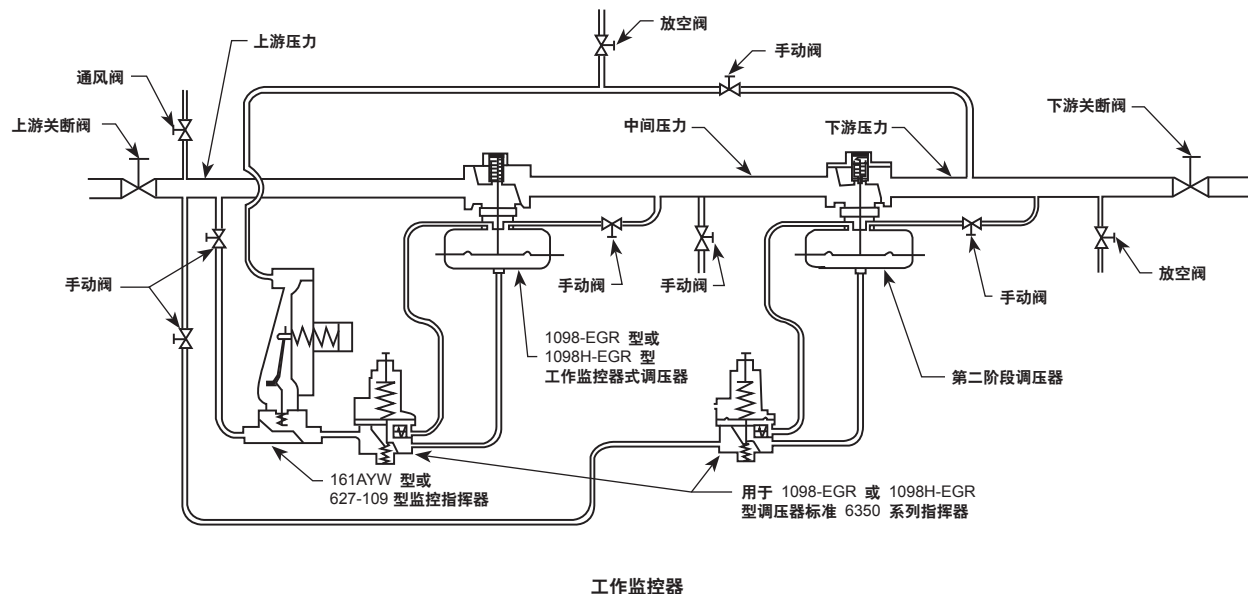 放空阀
上游压力
手动阀
通风阀
下游关断阀
上游关断阀
中间压力
下游压力
手动阀
手动阀
手动阀
放空阀
手动阀
1098-EGR 型或
1098H-EGR 型
工作监控器式调压器
第二阶段调压器
161AYW 型或
627-109 型监控指挥器
用于 1098-EGR 或 1098H-EGR
型调压器标准 6350 系列指挥器
工作监控器